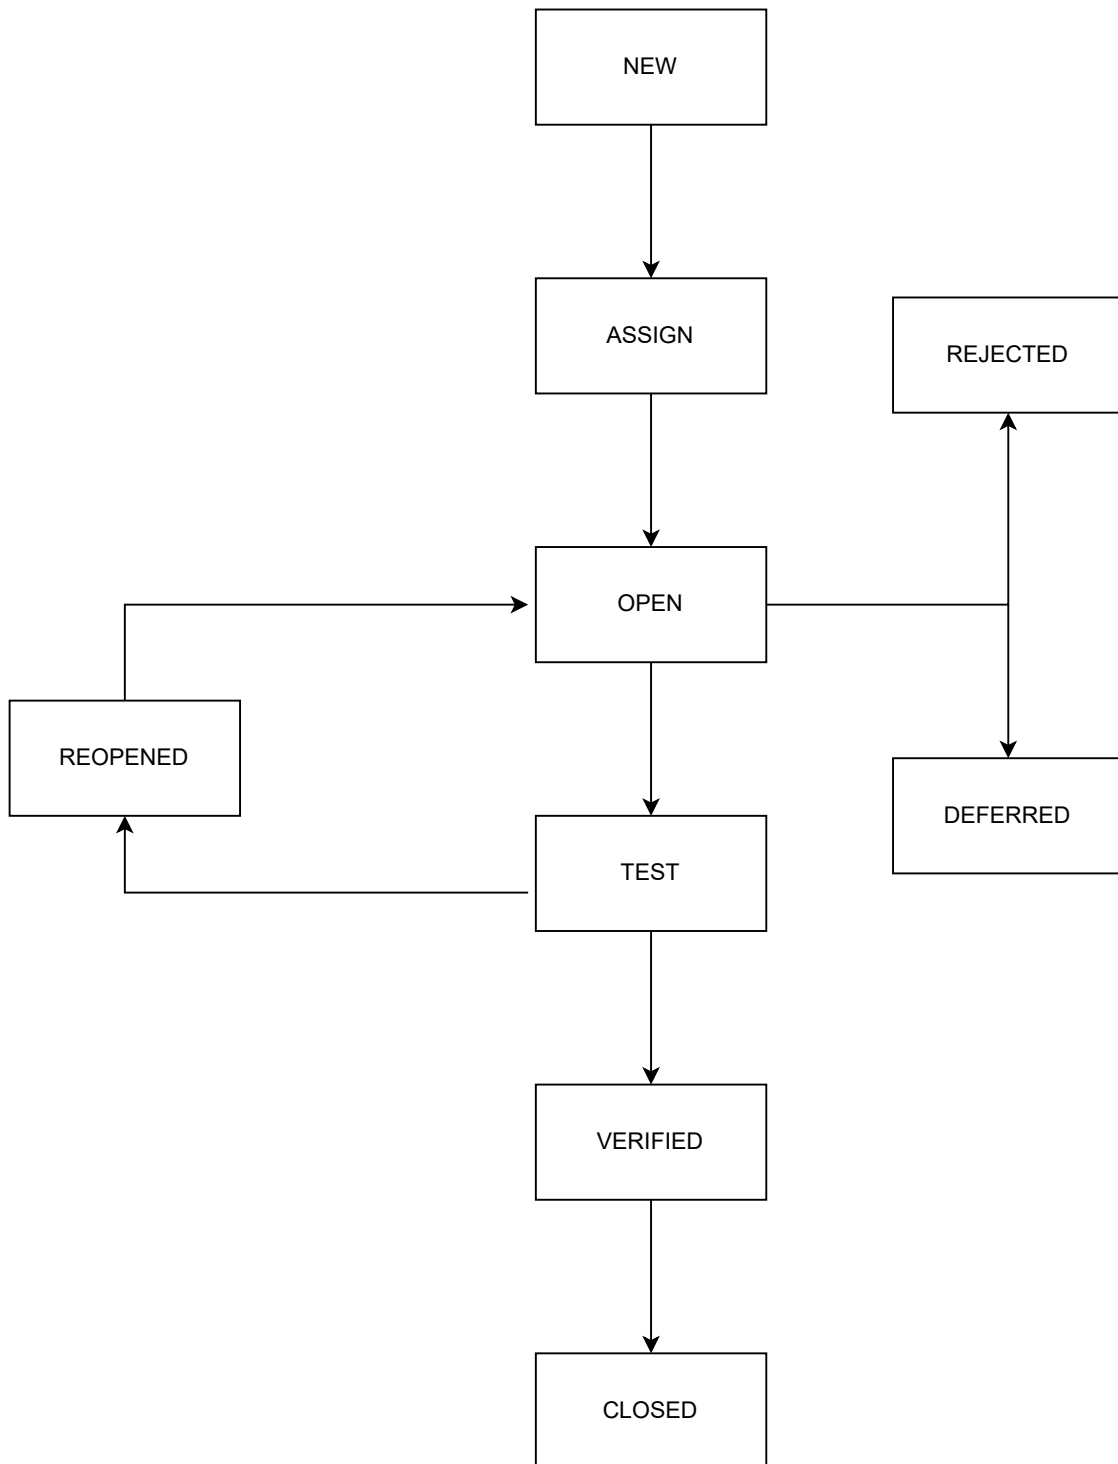 NEW
ASSIGN
REJECTED
OPEN
REOPENED
DEFERRED
TEST
VERIFIED
CLOSED